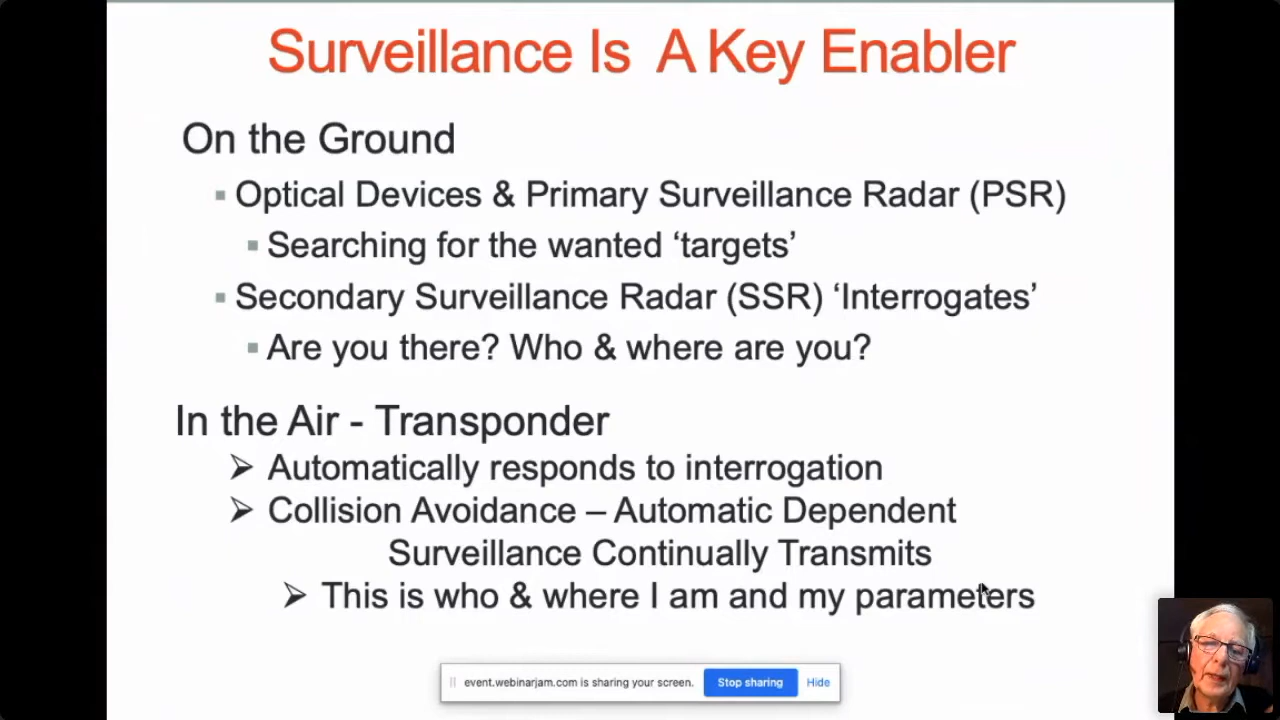 Surveillance Is A Key Enabler
On the Ground
Optical Devices & Primary Surveillance Radar (PSR)
Searching for the wanted ‘targets’
Secondary Surveillance Radar (SSR) ‘Interrogates’
Are you there? Who & where are you?
In the Air - Transponder
Automatically responds to interrogation
Collision Avoidance – Automatic Dependent
Surveillance Continually Transmits
This is who & where I am and my parameters
event.webinarjam.com is sharing your screen. Stop sharing Hide